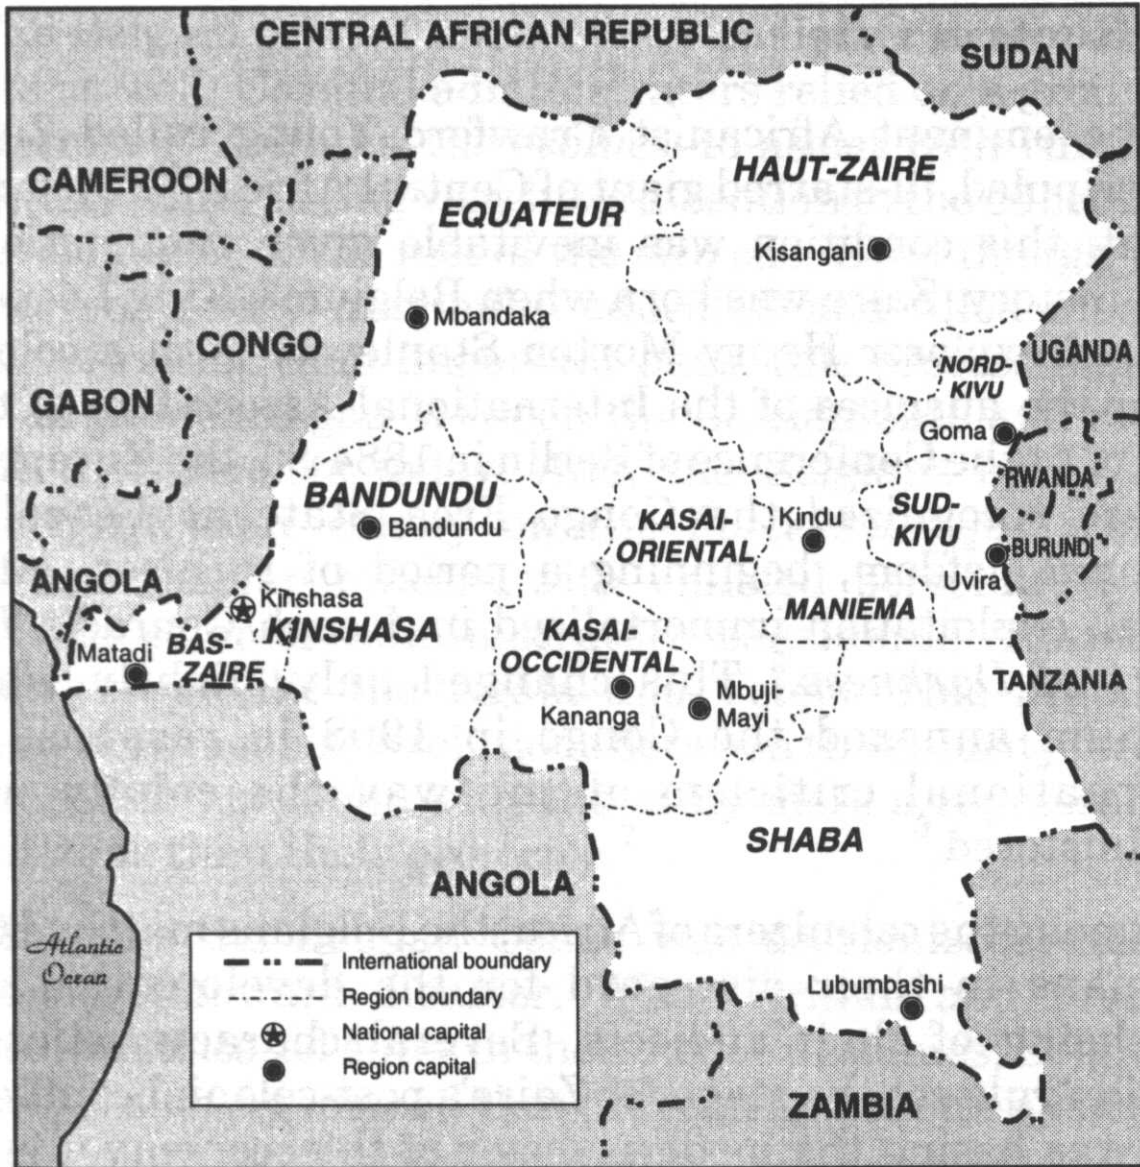 CENTRAL AFRICAN REPUBLIC
SUDAN
CAMEROON
HAUT-ZAIRE
EQUATEUR
Kisangani
Mbandaka
CONGO
UGANDA
NORD-
KIVU
GABON
Goma
RWANDA
BANDUNDU
Bandundu
KASAI-
ORIENTAL
Kindu
SUD-
KIVU
BURUNDI
Uvira
ANGOLA
Kinshasa
KINSHASA
MANIEMA
BAS-
ZAIRE
Matadi
KASAI-
OCCIDENTAL
Kananga
Mbuji-
Mayi
TANZANIA
SHABA
ANGOLA
Atlantic
Ocean
International boundary
Region boundary
National capital
Region capital
Lubumbashi
ZAMBIA